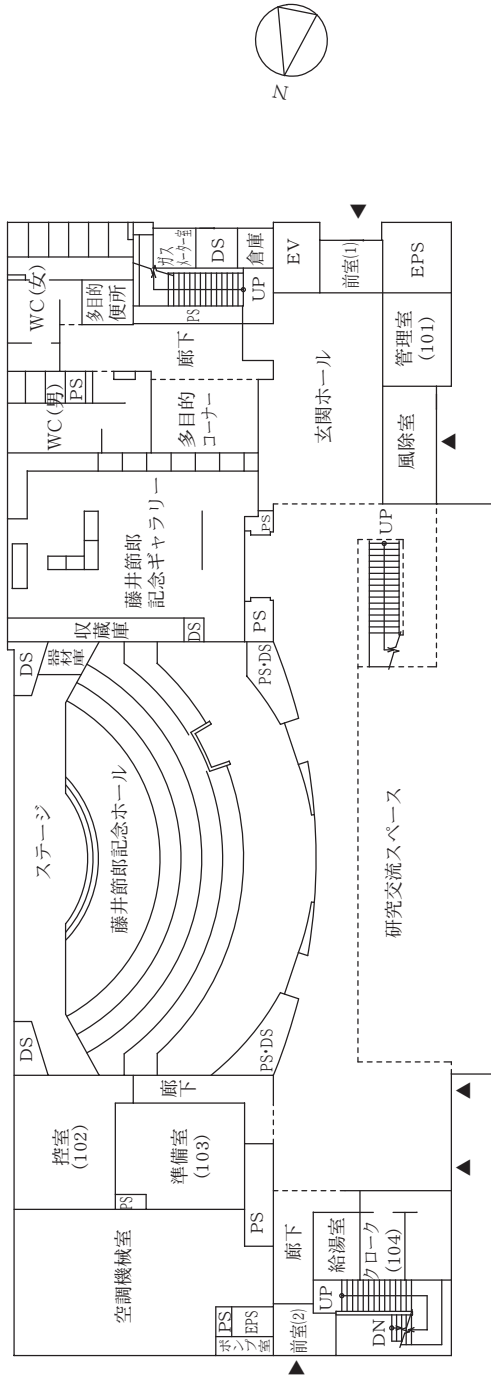 N
WC(女)
多目的
便所
ガス
メーター室
DS
倉庫
UP
PS
廊下
EV
前室(1)
EPS
管理室
(101)
玄関ホール
風除室
WC(男)
PS
多目的
コーナー
藤井節郎
記念ギャラリー
PS
PS
収蔵庫
DS
UP
DS
器材庫
ステージ
藤井節郎記念ホール
PS・DS
PS・DS
DS
研究交流スペース
控室
(102)
準備室
(103)
廊下
PS
空調機械室
PS
PS
EPS
ポンプ室
前室(2)
廊下
給湯室
クローク
(104)
UP
DN